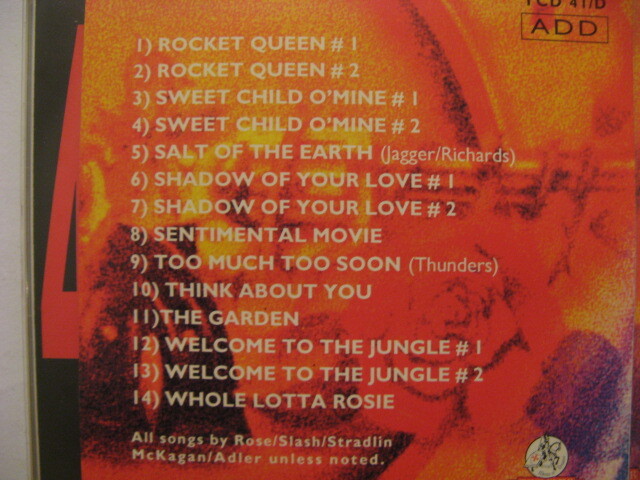 YCD 41/D
ADD
1) ROCKET QUEEN # 1
2) ROCKET QUEEN # 2
3) SWEET CHILD O'MINE # 1
4) SWEET CHILD O'MINE # 2
5) SALT OF THE EARTH (Jagger/Richards)
6) SHADOW OF YOUR LOVE # 1
7) SHADOW OF YOUR LOVE # 2
8) SENTIMENTAL MOVIE
9) TOO MUCH TOO SOON (Thunders)
10) THINK ABOUT YOU
11)THE GARDEN
12) WELCOME TO THE JUNGLE # 1
13) WELCOME TO THE JUNGLE # 2
14) WHOLE LOTTA ROSIE
All songs by Rose/Slash/Stradlin
McKagan/Adler unless noted.